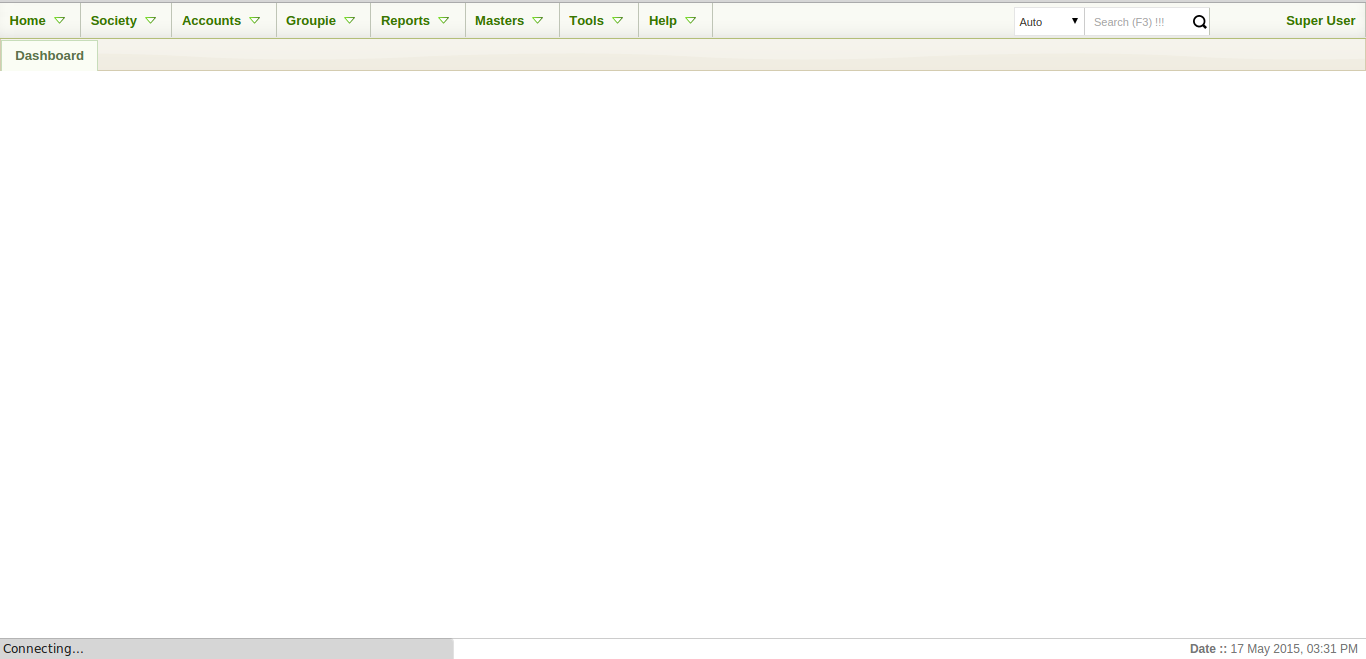 Home Society Accounts Groupie Reports Masters Tools Help Auto Search (F3) !!! Super User
Dashboard
Connecting... Date :: 17 May 2015, 03:31 PM